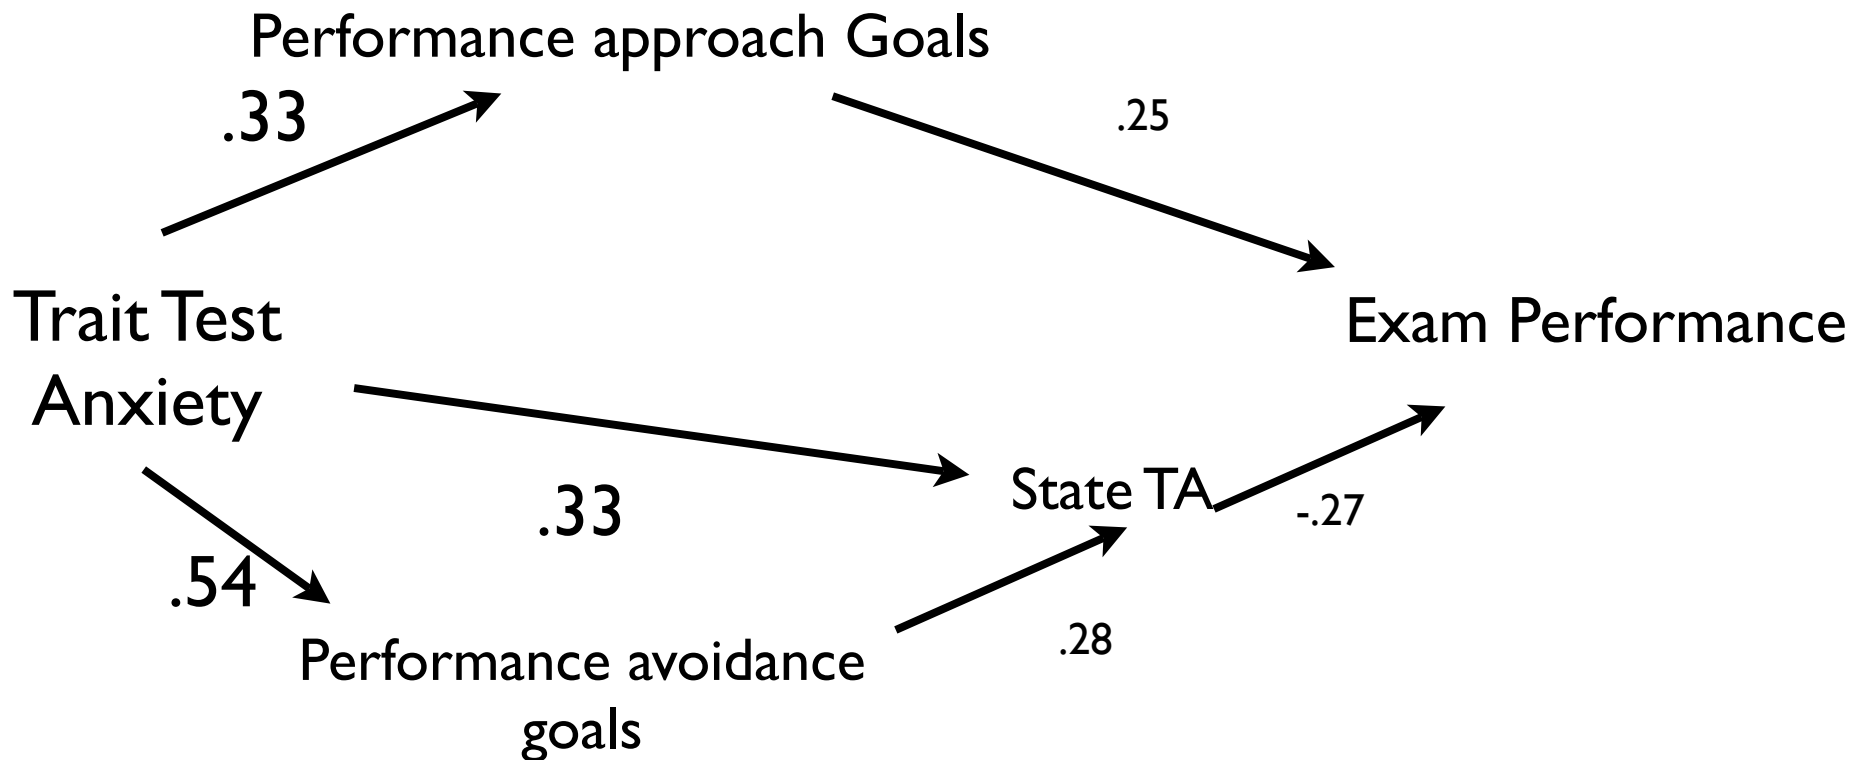 Performance approach Goals
.33
.25
Trait Test
Anxiety
Exam Performance
.33
State TA
-.27
.54
.28
Performance avoidance
goals